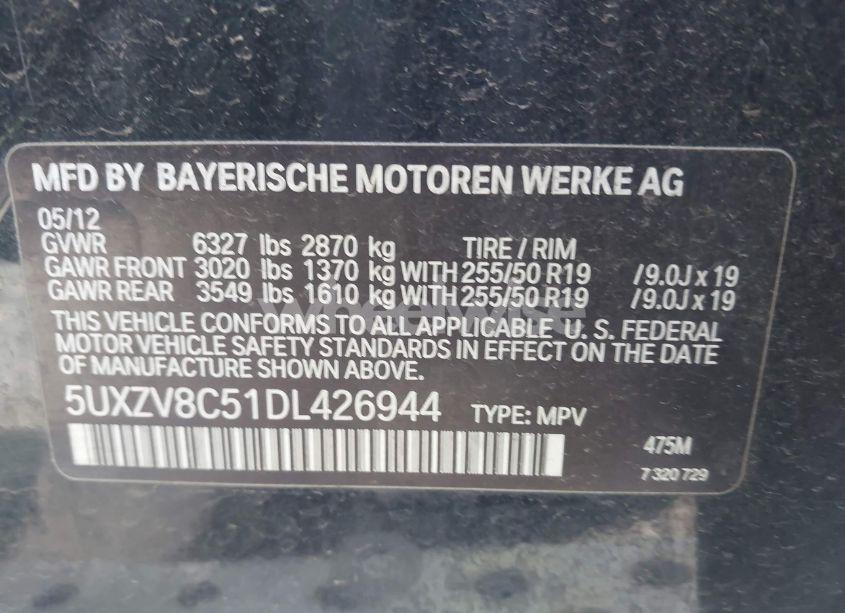 MFD BY BAYERISCHE MOTOREN WERKE AG
05/12
GVWR 6327 lbs 2870 kg TIRE / RIM
GAWR FRONT 3020 lbs 1370 kg WITH 255/50 R19 /9.0J x 19
GAWR REAR 3549 lbs 1610 kg WITH 255/50 R19 /9.0J x 19
THIS VEHICLE CONFORMS TO ALL APPLICABLE U. S. FEDERAL
MOTOR VEHICLE SAFETY STANDARDS IN EFFECT ON THE DATE
OF MANUFACTURE SHOWN ABOVE.
5UXZV8C51DL426944 TYPE: MPV
475M
7 320 729